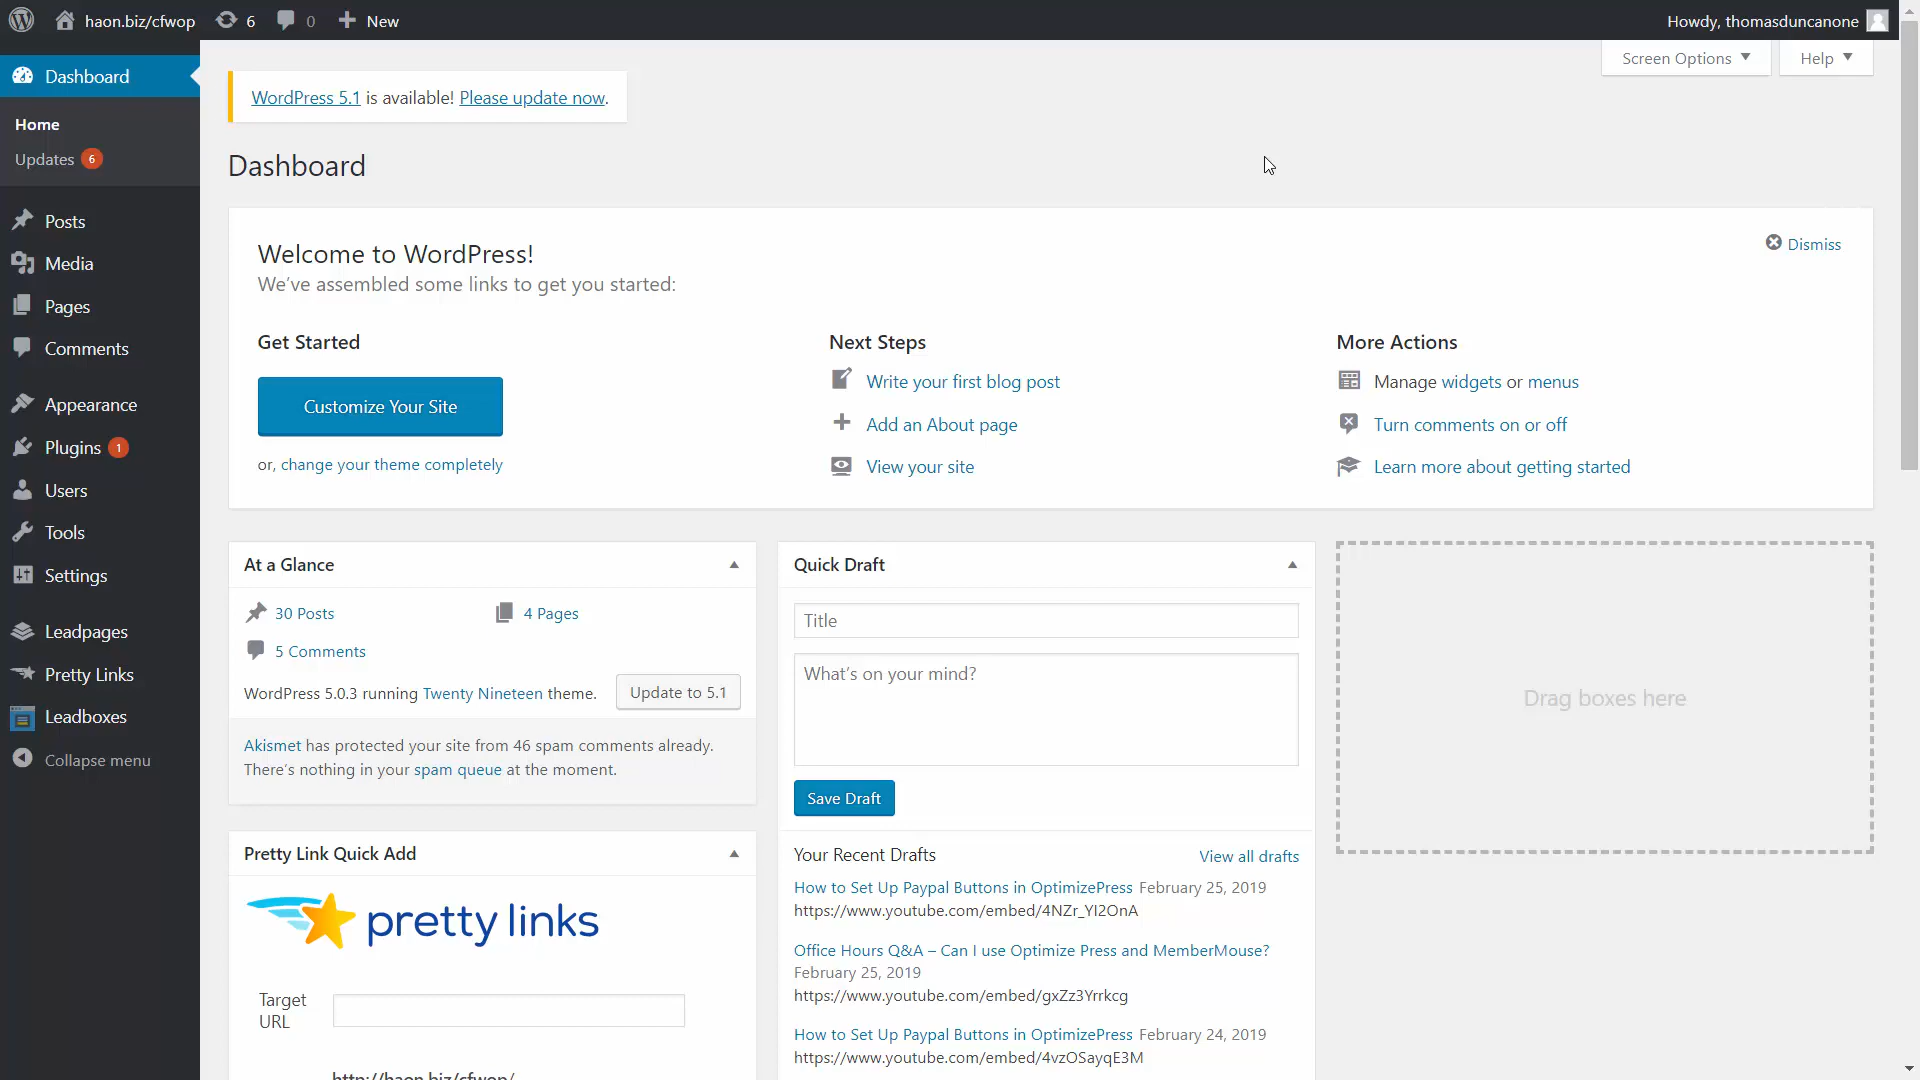 haon.biz/cfwop 6 0 New
Howdy, thomasduncanone
Dashboard
Home
Updates 6
Posts
Media
Pages
Comments
Appearance
Plugins 1
Users
Tools
Settings
Leadpages
Pretty Links
Leadboxes
Collapse menu
Screen Options
Help
WordPress 5.1 is available! Please update now.
Dashboard
Welcome to WordPress!
We've assembled some links to get you started:
Dismiss
Get Started
Customize Your Site
or, change your theme completely
Next Steps
Write your first blog post
Add an About page
View your site
More Actions
Manage widgets or menus
Turn comments on or off
Learn more about getting started
At a Glance
30 Posts
4 Pages
5 Comments
WordPress 5.0.3 running Twenty Nineteen theme.
Update to 5.1
Akismet has protected your site from 46 spam comments already.
There's nothing in your spam queue at the moment.
Pretty Link Quick Add
pretty links
Target
URL
http://haon.biz/cfwop/
Quick Draft
Title
What's on your mind?
Save Draft
Your Recent Drafts
View all drafts
How to Set Up Paypal Buttons in OptimizePress February 25, 2019
https://www.youtube.com/embed/4NZr_YI2OnA
Office Hours Q&A – Can I use Optimize Press and MemberMouse?
February 25, 2019
https://www.youtube.com/embed/gxZz3Yrrkcg
How to Set Up Paypal Buttons in OptimizePress February 24, 2019
https://www.youtube.com/embed/4vzOSayqE3M
Drag boxes here